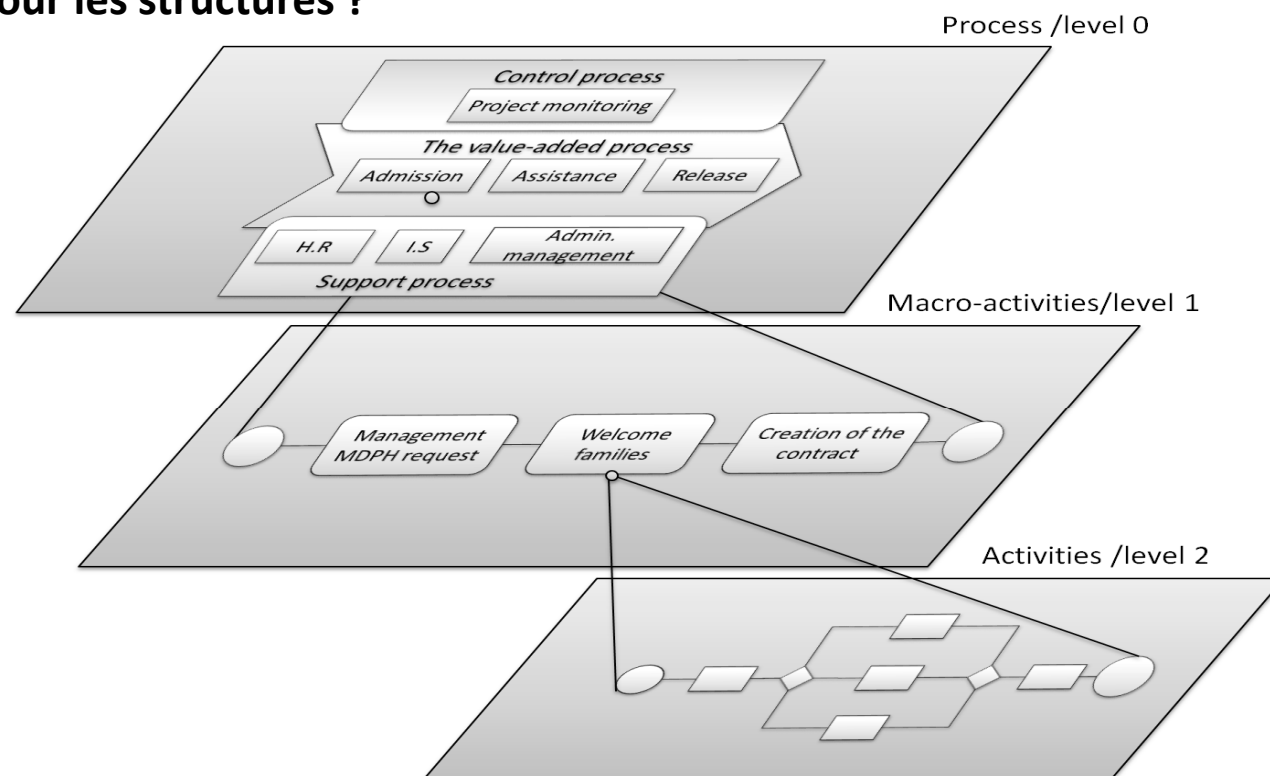 our les structures ?
Process /level 0
Control process
Project monitoring
The value-added process
Admission
Assistance
Release
H.R
I.S
Admin.
management
Support process
Macro-activities/level 1
Management
MDPH request
Welcome
families
Creation of the
contract
Activities /level 2